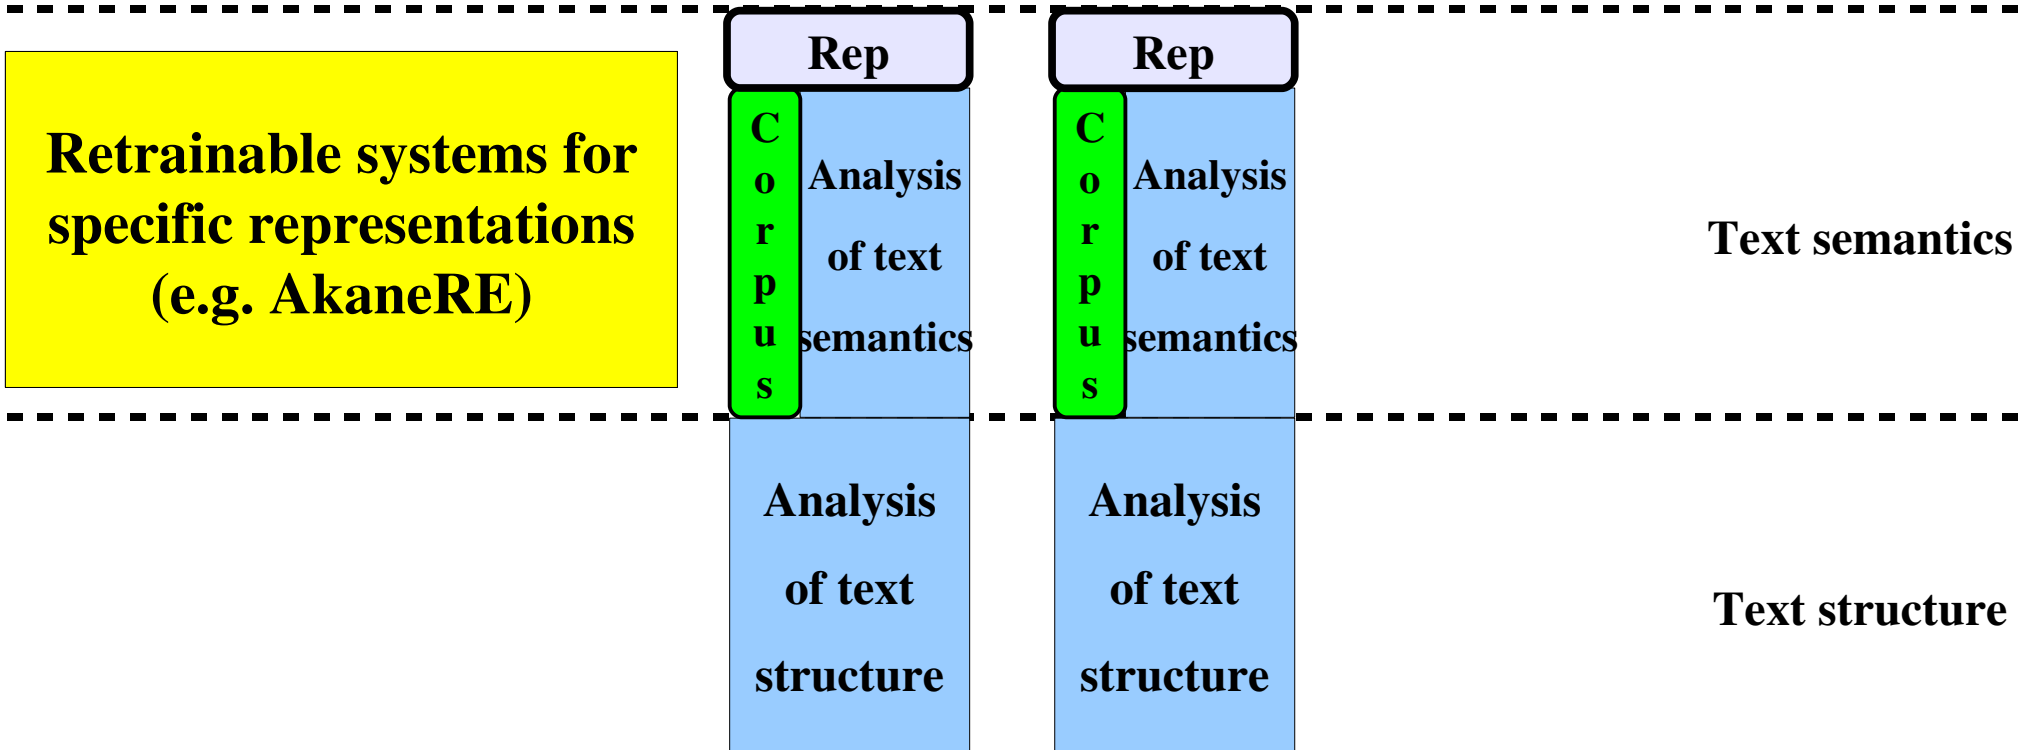 Retrainable systems for
specific representations
(e.g. AkaneRE)
Rep
C
o
r
p
u
s
Analysis
of text
semantics
Analysis
of text
structure
Rep
C
o
r
p
u
s
Analysis
of text
semantics
Analysis
of text
structure
Text semantics
Text structure